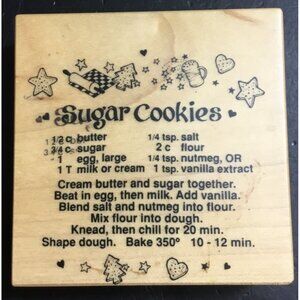 Sugar Cookies
1/2 c butter 1/4 tsp. salt
3/4 c sugar 2 c flour
1 egg, large 1/4 tsp. nutmeg, OR
1 T milk or cream 1 tsp. vanilla extract
Cream butter and sugar together.
Beat in egg, then milk. Add vanilla.
Blend salt and nutmeg into flour.
Mix flour into dough.
Knead, then chill for 20 min.
Shape dough. Bake 350° 10 - 12 min.